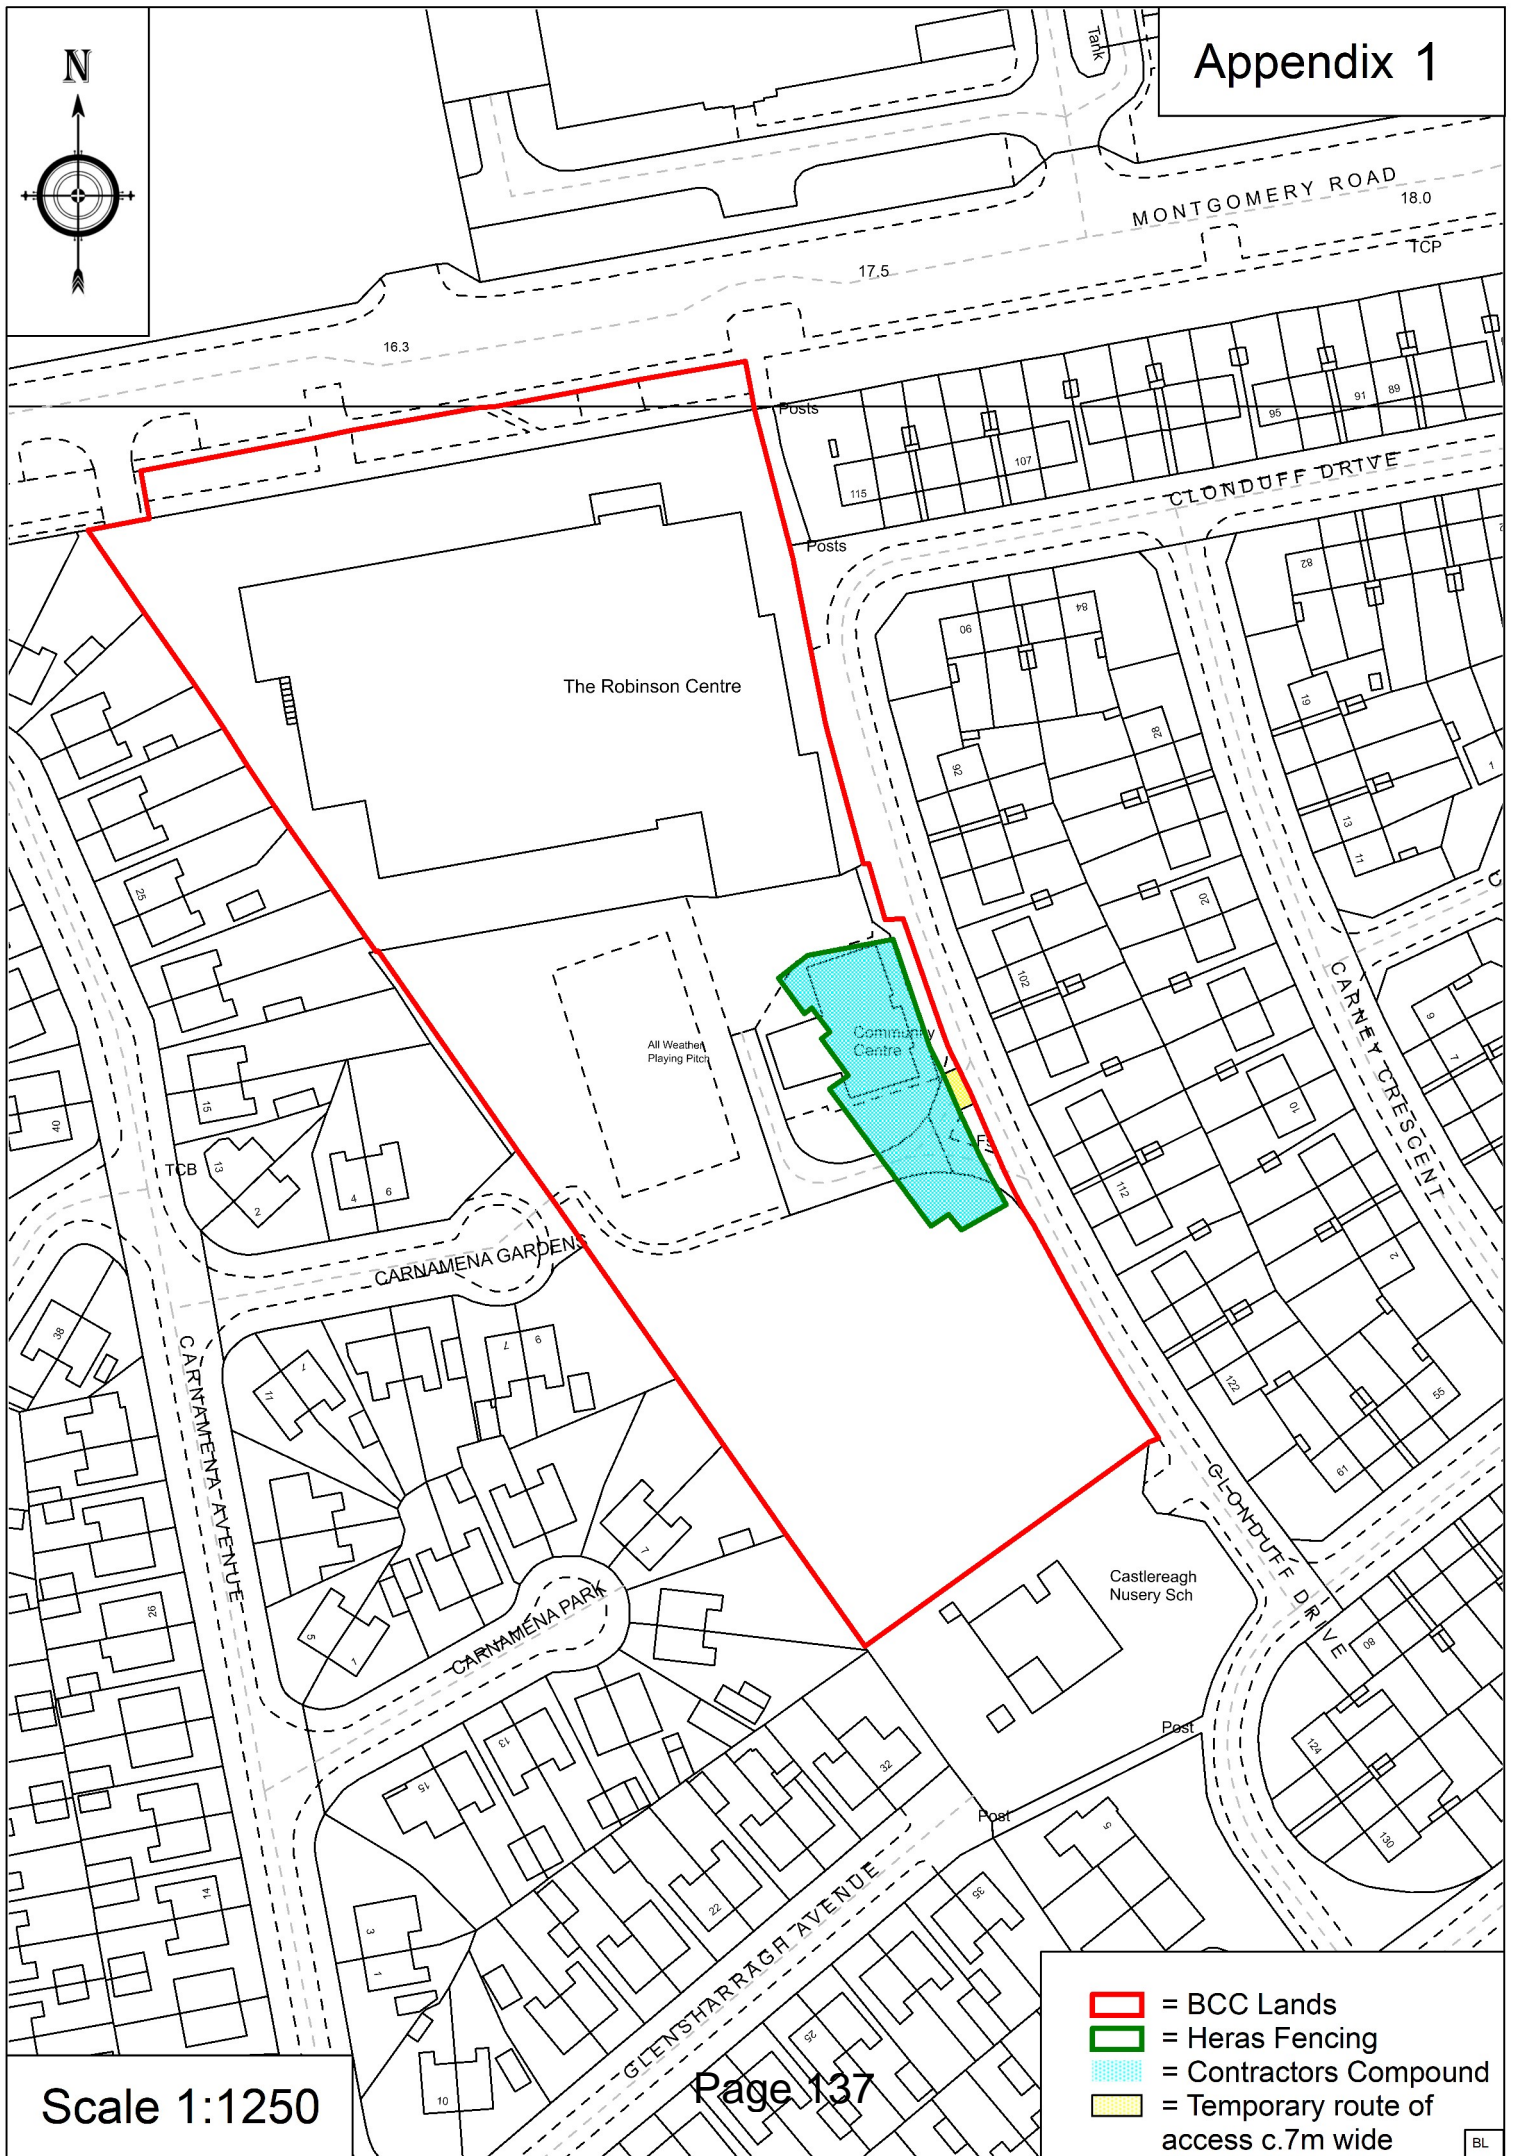 N
Appendix 1
Tank
MONTGOMERY ROAD
18.0
TCP
17.5
16.3
Posts
95
91
89
107
115
CLONDUFF DRIVE
Posts
82
84
90
The Robinson Centre
19
28
92
1
13
11
25
20
102
CARNEY CRESCENT
Community
Centre
All Weather
Playing Pitch
9
7
10
40
15
TCB
13
2
4
6
FS
112
CARNAMENA GARDENS
2
38
CARNAMENA AVENUE
11
7
7
9
122
55
61
CLONDUFF DRIVE
7
Castlereagh
Nusery Sch
26
CARNAMENA PARK
5
1
80
Post
124
13
15
32
Post
5
130
14
22
35
3
1
GLENSHARRAGH AVENUE
25
10
= BCC Lands
= Heras Fencing
= Contractors Compound
= Temporary route of
access c.7m wide
BL
Scale 1:1250
Page 137